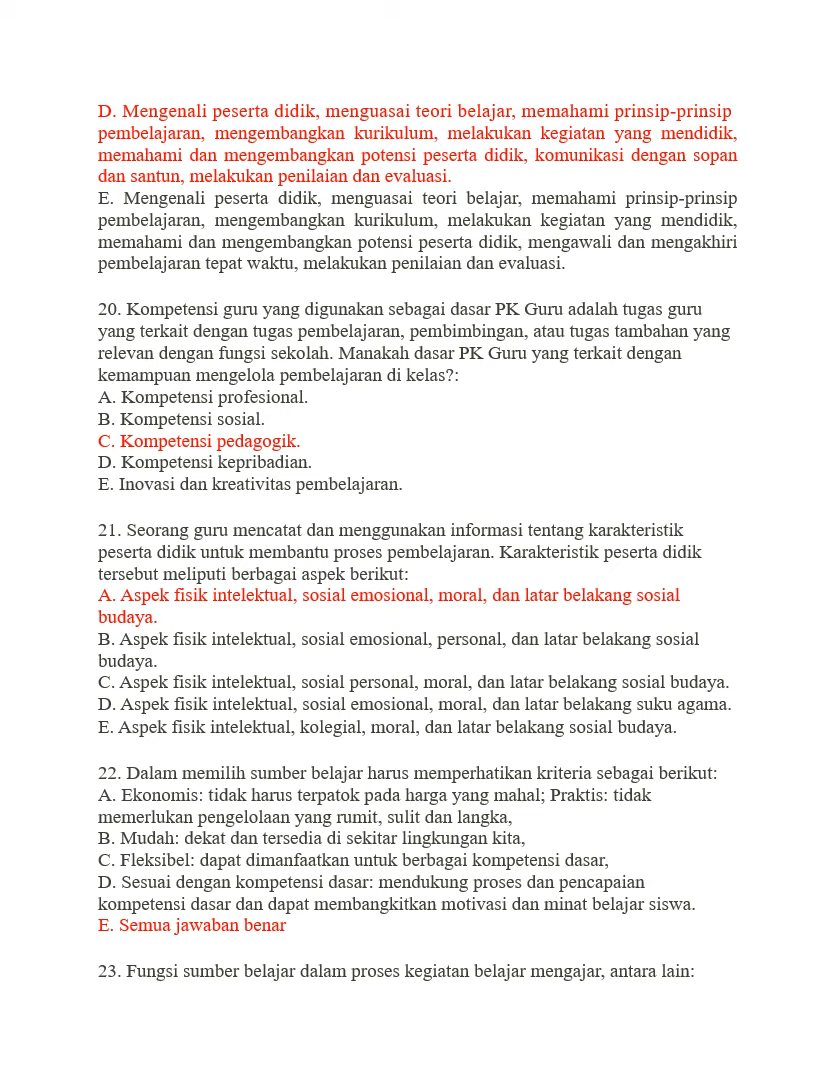 D. Mengenali peserta didik, menguasai teori belajar, memahami prinsip-prinsip
pembelajaran, mengembangkan kurikulum, melakukan kegiatan yang mendidik,
memahami dan mengembangkan potensi peserta didik, komunikasi dengan sopan
dan santun, melakukan penilaian dan evaluasi.
E. Mengenali peserta didik, menguasai teori belajar, memahami prinsip-prinsip
pembelajaran, mengembangkan kurikulum, melakukan kegiatan yang mendidik,
memahami dan mengembangkan potensi peserta didik, mengawali dan mengakhiri
pembelajaran tepat waktu, melakukan penilaian dan evaluasi.
20. Kompetensi guru yang digunakan sebagai dasar PK Guru adalah tugas guru
yang terkait dengan tugas pembelajaran, pembimbingan, atau tugas tambahan yang
relevan dengan fungsi sekolah. Manakah dasar PK Guru yang terkait dengan
kemampuan mengelola pembelajaran di kelas?:
A. Kompetensi profesional.
B. Kompetensi sosial.
C. Kompetensi pedagogik.
D. Kompetensi kepribadian.
E. Inovasi dan kreativitas pembelajaran.
21. Seorang guru mencatat dan menggunakan informasi tentang karakteristik
peserta didik untuk membantu proses pembelajaran. Karakteristik peserta didik
tersebut meliputi berbagai aspek berikut:
A. Aspek fisik intelektual, sosial emosional, moral, dan latar belakang sosial
budaya.
B. Aspek fisik intelektual, sosial emosional, personal, dan latar belakang sosial
budaya.
C. Aspek fisik intelektual, sosial personal, moral, dan latar belakang sosial budaya.
D. Aspek fisik intelektual, sosial emosional, moral, dan latar belakang suku agama.
E. Aspek fisik intelektual, kolegial, moral, dan latar belakang sosial budaya.
22. Dalam memilih sumber belajar harus memperhatikan kriteria sebagai berikut:
A. Ekonomis: tidak harus terpatok pada harga yang mahal; Praktis: tidak
memerlukan pengelolaan yang rumit, sulit dan langka,
B. Mudah: dekat dan tersedia di sekitar lingkungan kita,
C. Fleksibel: dapat dimanfaatkan untuk berbagai kompetensi dasar,
D. Sesuai dengan kompetensi dasar: mendukung proses dan pencapaian
kompetensi dasar dan dapat membangkitkan motivasi dan minat belajar siswa.
E. Semua jawaban benar
23. Fungsi sumber belajar dalam proses kegiatan belajar mengajar, antara lain: